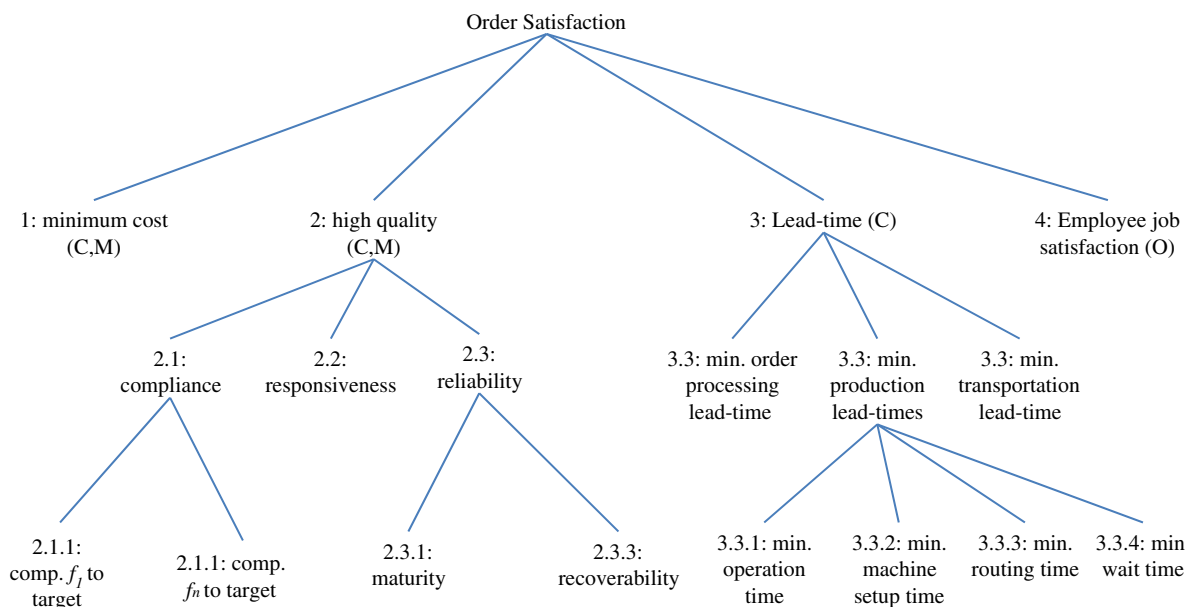 Order Satisfaction
1: minimum cost
(C,M)
2: high quality
(C,M)
3: Lead-time (C)
4: Employee job
satisfaction (O)
2.1:
compliance
2.2:
responsiveness
2.3:
reliability
3.3: min. order
processing
lead-time
3.3: min.
production
lead-times
3.3: min.
transportation
lead-time
2.1.1:
comp. f1 to
target
2.1.1: comp.
fn to target
2.3.1:
maturity
2.3.3:
recoverability
3.3.1: min.
operation
time
3.3.2: min.
machine
setup time
3.3.3: min.
routing time
3.3.4: min
wait time